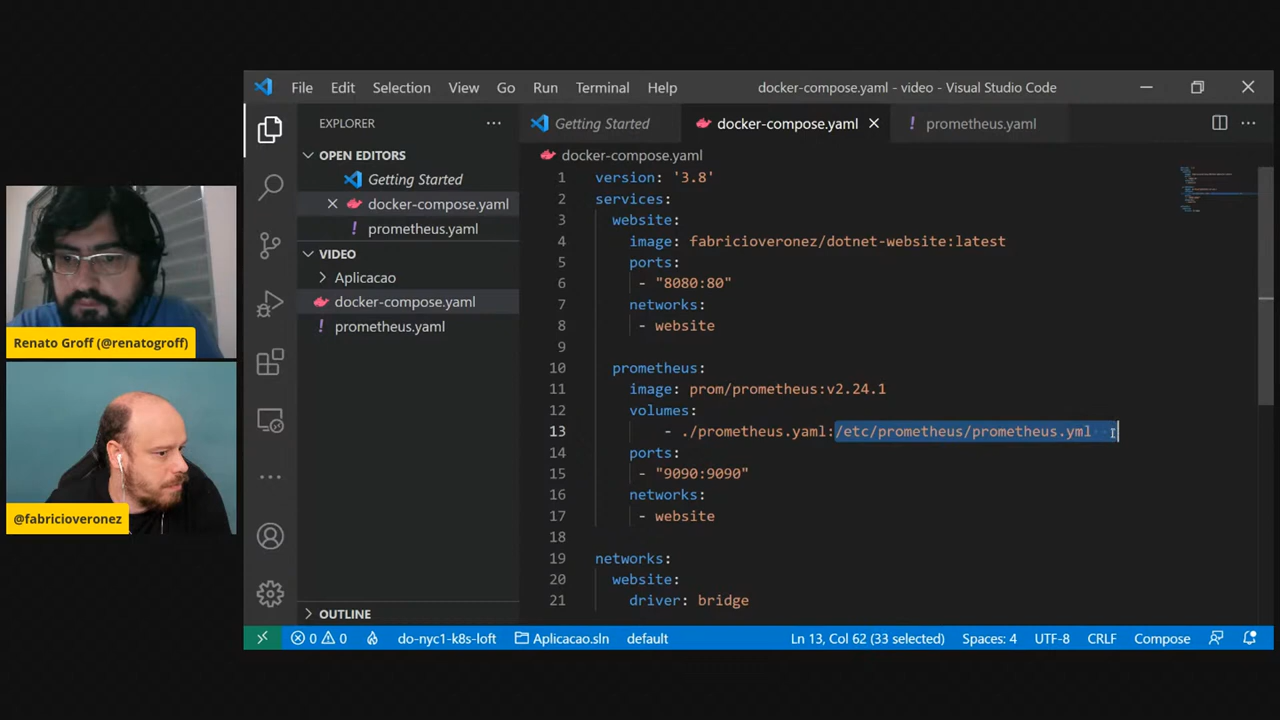 File Edit Selection View Go Run Terminal Help
docker-compose.yaml - video - Visual Studio Code
EXPLORER
OPEN EDITORS
Getting Started
docker-compose.yaml
prometheus.yaml
VIDEO
Aplicacao
docker-compose.yaml
prometheus.yaml
OUTLINE
Getting Started docker-compose.yaml prometheus.yaml
docker-compose.yaml
1 version: '3.8'
2 services:
3 website:
4 image: fabricioveronez/dotnet-website:latest
5 ports:
6 - "8080:80"
7 networks:
8 - website
9
10 prometheus:
11 image: prom/prometheus:v2.24.1
12 volumes:
13 - ./prometheus.yaml:/etc/prometheus/prometheus.yml
14 ports:
15 - "9090:9090"
16 networks:
17 - website
18
19 networks:
20 website:
21 driver: bridge
Renato Groff (@renatogroff)
@fabricioveronez
0 0 do-nyc1-k8s-loft Aplicacao.sln default Ln 13, Col 62 (33 selected) Spaces: 4 UTF-8 CRLF Compose